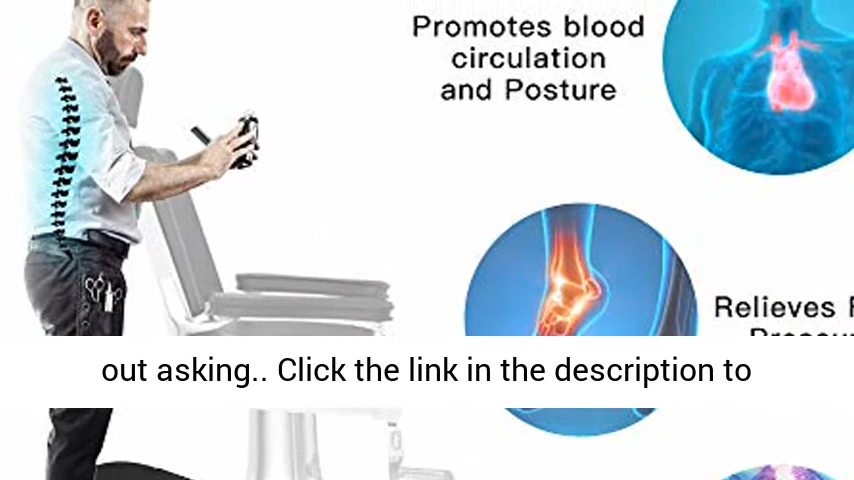 Promotes blood
circulation
and Posture
Relieves
out asking.. Click the link in the description to